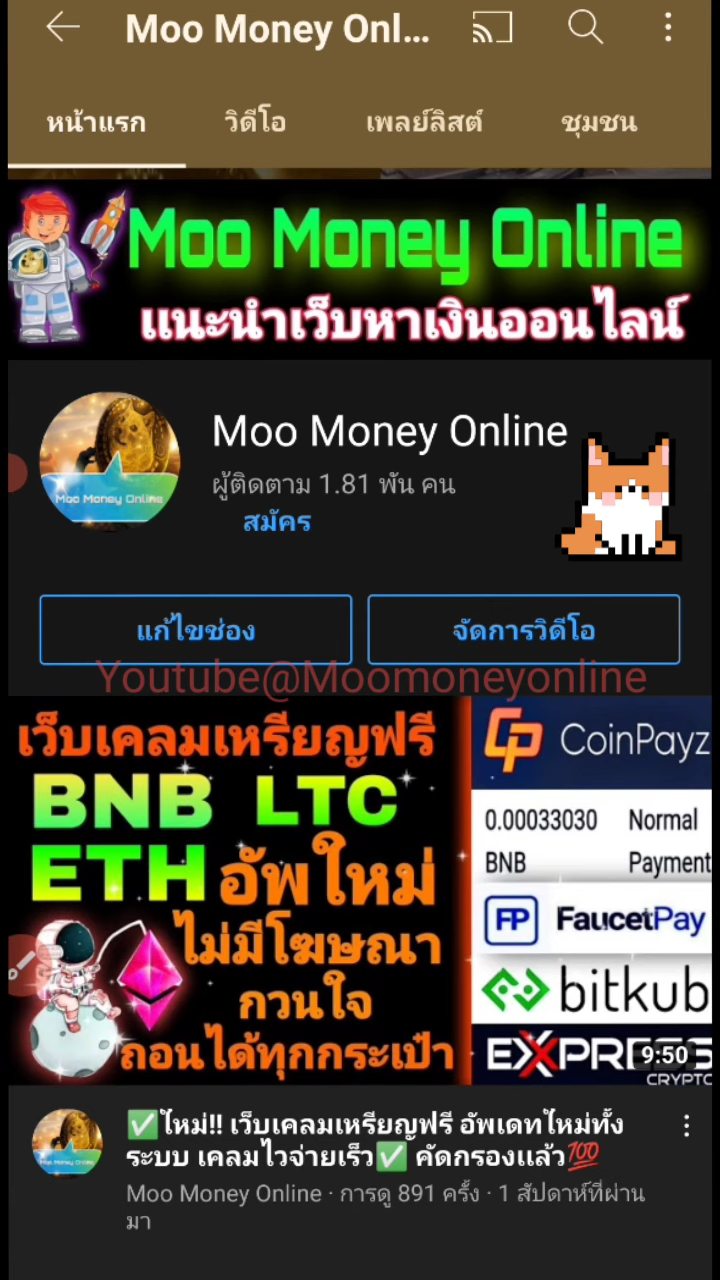 Moo Money Onl...
หน้าแรก วิดีโอ เพลย์ลิสต์ ชุมชน
Moo Money Online
แนะนำเว็บหาเงินออนไลน์
Moo Money Online
Moo Money Online
ผู้ติดตาม 1.81 พัน คน
สมัคร
แก้ไขช่อง จัดการวิดีโอ
Youtube@Moomoneyonline
เว็บเคลมเหรียญฟรี
BNB LTC
ETH อัพใหม่
ไม่มีโฆษณา
กวนใจ
ถอนได้ทุกกระเป๋า
CP CoinPayz
0.00033030 Normal
BNB Payment
FP FaucetPay
bitkub
EXPRES
CRYPTO
9:50
✅ใหม่!! เว็บเคลมเหรียญฟรี อัพเดทใหม่ทั้ง
ระบบ เคลมไวจ่ายเร็ว✅ คัดกรองแล้ว💯
Moo Money Online · การดู 891 ครั้ง · 1 สัปดาห์ที่ผ่าน
มา
Moo Money Online